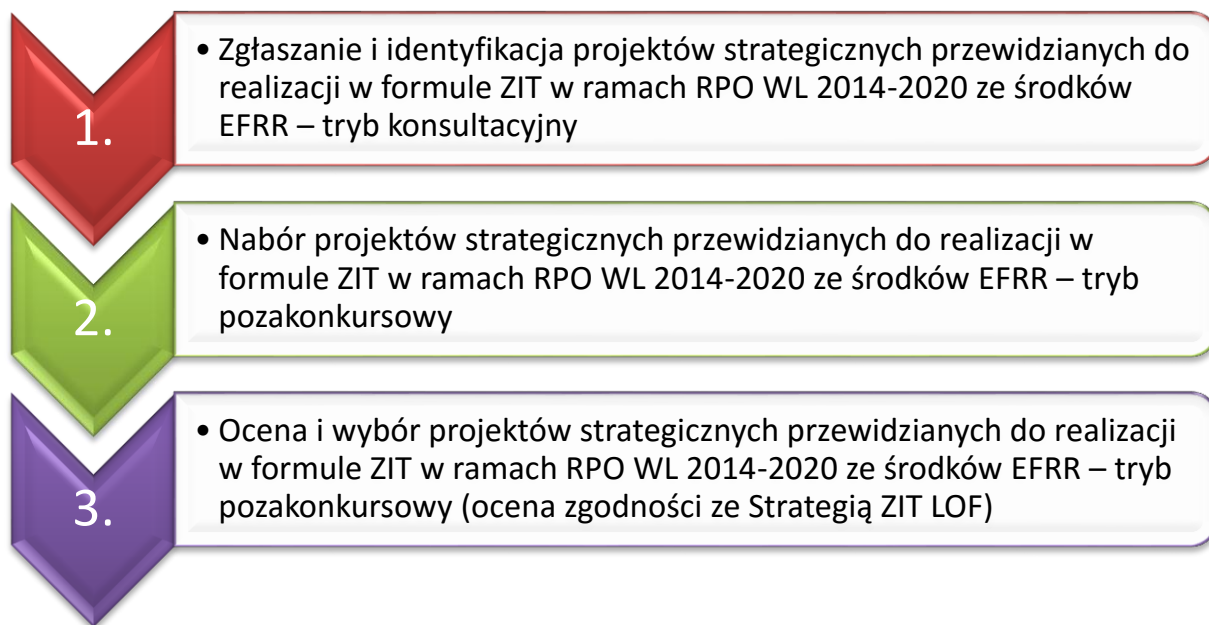 1.
• Zgłaszanie i identyfikacja projektów strategicznych przewidzianych do
realizacji w formule ZIT w ramach RPO WL 2014-2020 ze środków
EFRR – tryb konsultacyjny
2.
• Nabór projektów strategicznych przewidzianych do realizacji w
formule ZIT w ramach RPO WL 2014-2020 ze środków EFRR – tryb
pozakonkursowy
3.
• Ocena i wybór projektów strategicznych przewidzianych do realizacji
w formule ZIT w ramach RPO WL 2014-2020 ze środków EFRR – tryb
pozakonkursowy (ocena zgodności ze Strategią ZIT LOF)